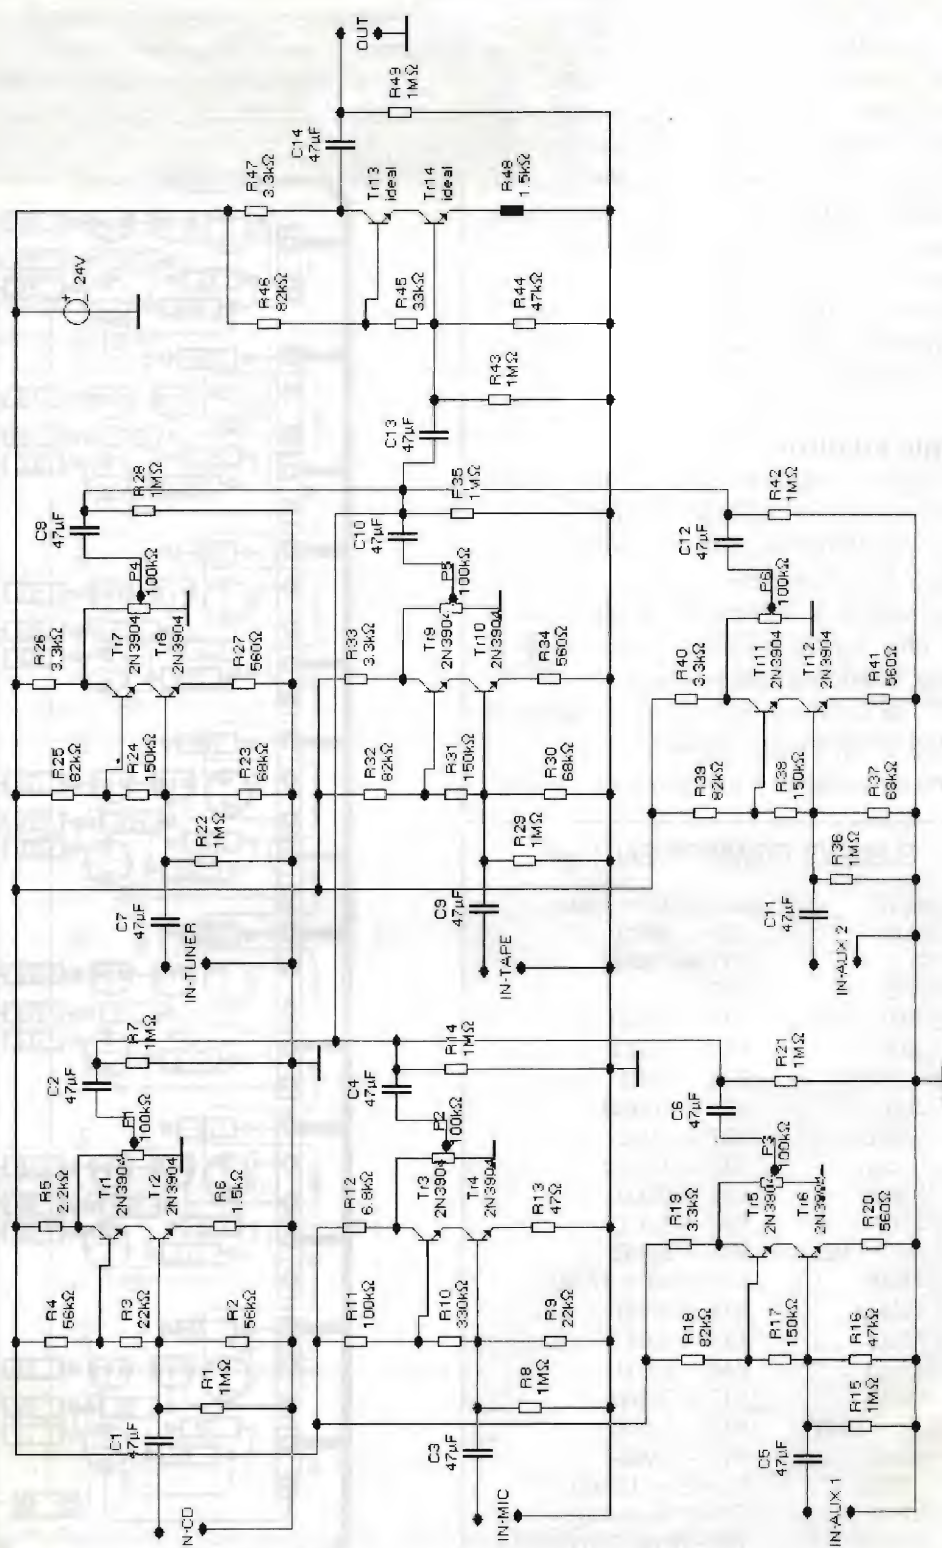 OUT
R49
1MΩ
C14
47µF
R47
3.3kΩ
Tr13
ideal
Tr14
ideal
R48
1.5kΩ
24V
+
R46
82kΩ
R45
33kΩ
R44
47kΩ
R43
1MΩ
C13
47µF
R28
1MΩ
C8
47µF
P4
100kΩ
R26
3.3kΩ
Tr7
2N3904
Tr8
2N3904
R27
560Ω
R25
82kΩ
R24
150kΩ
R23
68kΩ
R22
1MΩ
C7
47µF
IN-TUNER
R35
1MΩ
C10
47µF
P5
100kΩ
R33
3.3kΩ
Tr9
2N3904
Tr10
2N3904
R34
560Ω
R32
82kΩ
R31
150kΩ
R30
68kΩ
R29
1MΩ
C9
47µF
IN-TAPE
R42
1MΩ
C12
47µF
P6
100kΩ
R40
3.3kΩ
Tr11
2N3904
Tr12
2N3904
R41
560Ω
R39
82kΩ
R38
150kΩ
R37
68kΩ
R36
1MΩ
C11
47µF
IN-AUX 2
R7
1MΩ
C2
47µF
P1
100kΩ
R5
2.2kΩ
Tr1
2N3904
Tr2
2N3904
R6
1.5kΩ
R4
56kΩ
R3
22kΩ
R2
56kΩ
R1
1MΩ
C1
47µF
N-CD
R14
1MΩ
C4
47µF
P2
100kΩ
R12
6.8kΩ
Tr3
2N3904
Tr4
2N3904
R13
47Ω
R11
100kΩ
R10
330kΩ
R9
22kΩ
R8
1MΩ
C3
47µF
IN-MIC
R21
1MΩ
C6
47µF
P3
100kΩ
R19
3.3kΩ
Tr5
2N3904
Tr6
2N3904
R20
560Ω
R18
82kΩ
R17
150kΩ
R16
47kΩ
R15
1MΩ
C5
47µF
IN-AUX 1